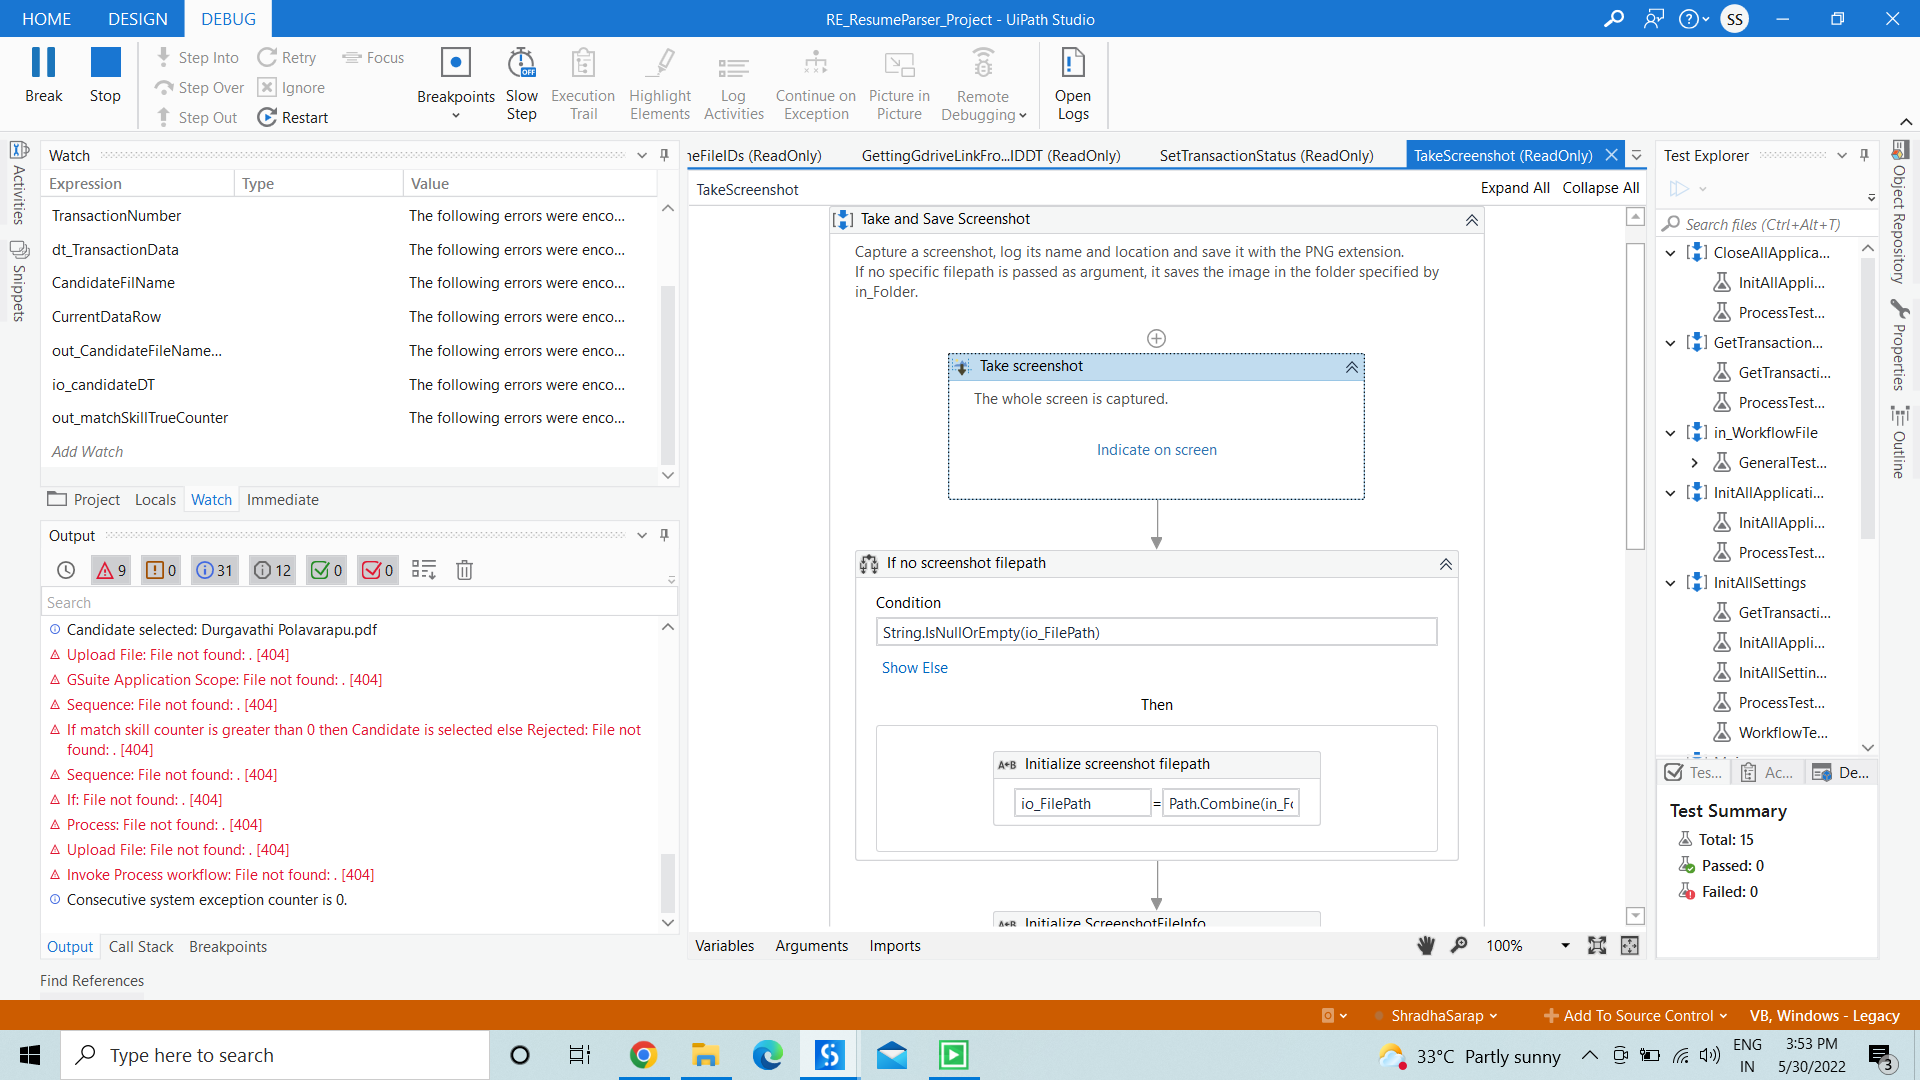 HOME DESIGN DEBUG
RE_ResumeParser_Project - UiPath Studio
SS
Break
Stop
Step Into
Step Over
Step Out
Retry
Ignore
Restart
Focus
Breakpoints
Slow Step
OFF
Execution Trail
Highlight Elements
Log Activities
Continue on Exception
Picture in Picture
Remote Debugging
Open Logs
Activities
Snippets
Watch
Expression Type Value
TransactionNumber The following errors were enco...
dt_TransactionData The following errors were enco...
CandidateFilName The following errors were enco...
CurrentDataRow The following errors were enco...
out_CandidateFileName... The following errors were enco...
io_candidateDT The following errors were enco...
out_matchSkillTrueCounter The following errors were enco...
Add Watch
Project Locals Watch Immediate
Output
9 0 31 12 0 0
Search
Candidate selected: Durgavathi Polavarapu.pdf
Upload File: File not found: . [404]
GSuite Application Scope: File not found: . [404]
Sequence: File not found: . [404]
If match skill counter is greater than 0 then Candidate is selected else Rejected: File not
found: . [404]
Sequence: File not found: . [404]
If: File not found: . [404]
Process: File not found: . [404]
Upload File: File not found: . [404]
Invoke Process workflow: File not found: . [404]
Consecutive system exception counter is 0.
Output Call Stack Breakpoints
Find References
neFileIDs (ReadOnly) GettingGdriveLinkFro...IDDT (ReadOnly) SetTransactionStatus (ReadOnly) TakeScreenshot (ReadOnly)
TakeScreenshot
Expand All Collapse All
Take and Save Screenshot
Capture a screenshot, log its name and location and save it with the PNG extension.
If no specific filepath is passed as argument, it saves the image in the folder specified by
in_Folder.
Take screenshot
The whole screen is captured.
Indicate on screen
If no screenshot filepath
Condition
String.IsNullOrEmpty(io_FilePath)
Show Else
Then
A+B Initialize screenshot filepath
io_FilePath = Path.Combine(in_Fo
A+B Initialize ScreenshotFileInfo
Variables Arguments Imports
100%
Test Explorer
Search files (Ctrl+Alt+T)
CloseAllApplica...
InitAllAppli...
ProcessTest...
GetTransaction...
GetTransacti...
ProcessTest...
in_WorkflowFile
GeneralTest...
InitAllApplicati...
InitAllAppli...
ProcessTest...
InitAllSettings
GetTransacti...
InitAllAppli...
InitAllSettin...
ProcessTest...
WorkflowTe...
Tes... Ac... De...
Test Summary
Total: 15
Passed: 0
Failed: 0
Object Repository
Properties
Outline
ShradhaSarap
Add To Source Control
VB, Windows - Legacy
Type here to search
33°C Partly sunny
ENG
IN
3:53 PM
5/30/2022
3